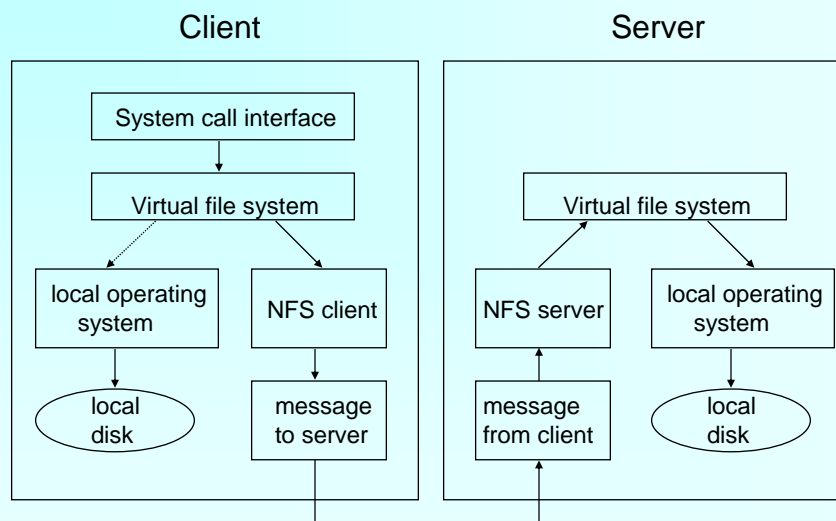 Client
System call interface
Virtual file system
local operating
system
NFS client
local
disk
message
to server
Server
Virtual file system
NFS server
local operating
system
message
from client
local
disk